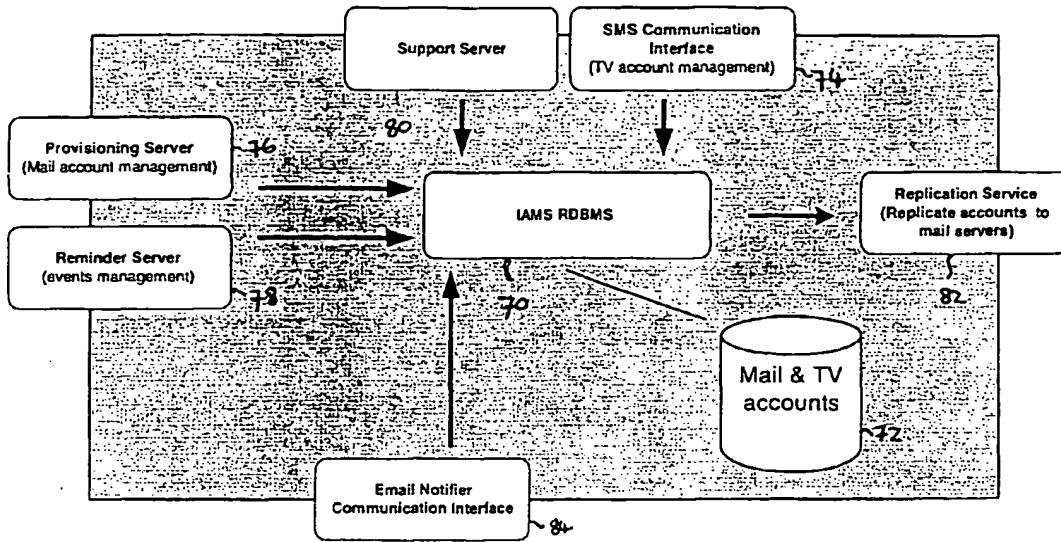 Support Server
SMS Communication
Interface
(TV account management)
74
80
Provisioning Server
(Mail account management)
76
IAMS RDBMS
70
Replication Service
(Replicate accounts to
mail servers)
82
Reminder Server
(events management)
78
Mail & TV
accounts
72
Email Notifier
Communication Interface
84